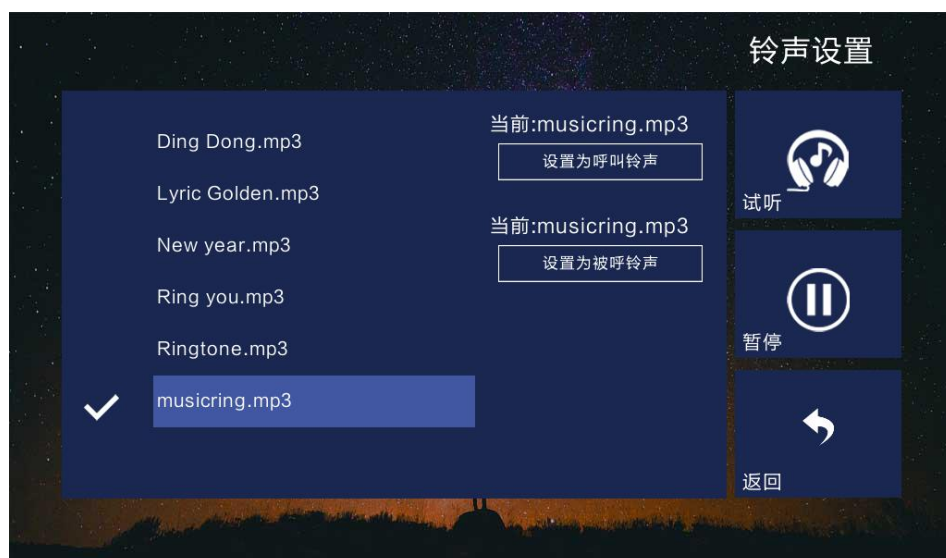 铃声设置
Ding Dong.mp3
Lyric Golden.mp3
New year.mp3
Ring you.mp3
Ringtone.mp3
musicring.mp3
当前:musicring.mp3
设置为呼叫铃声
当前:musicring.mp3
设置为被呼铃声
试听
暂停
返回